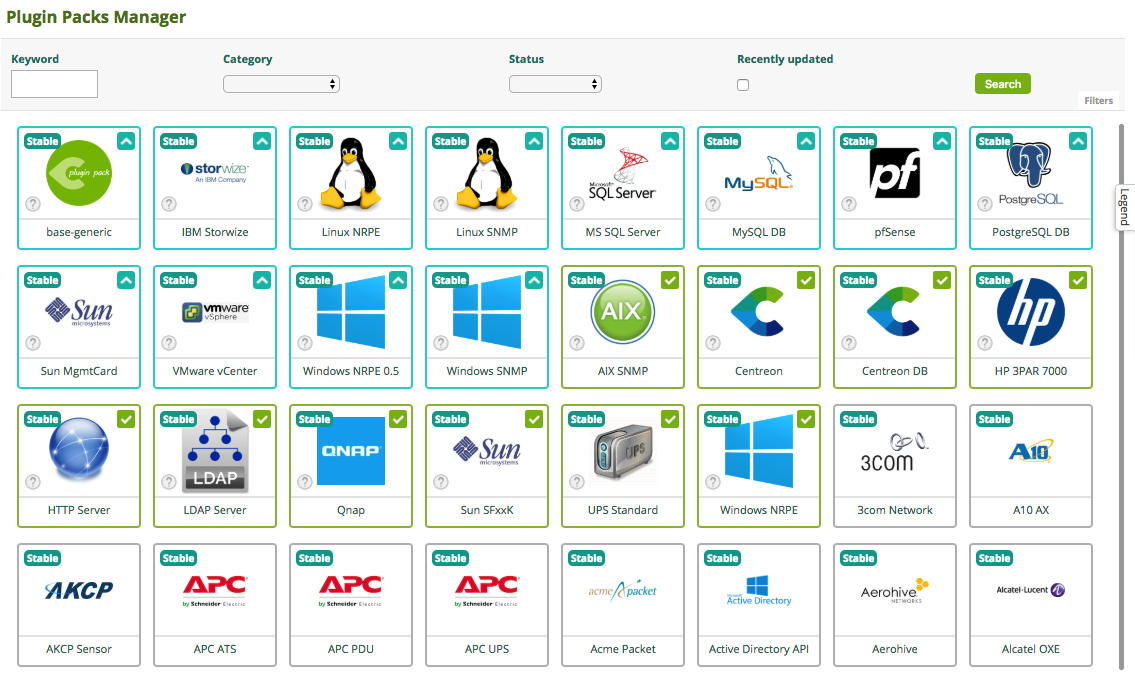 Plugin Packs Manager
Keyword Category Status Recently updated
Search
Filters
Legend
Stable Stable Stable Stable Stable Stable Stable Stable
plugin pack
storwize
An IBM Company
Microsoft
SQL Server
MySQL
pf
PostgreSQL
? ? ? ? ? ? ? ?
base-generic IBM Storwize Linux NRPE Linux SNMP MS SQL Server MySQL DB pfSense PostgreSQL DB
Stable Stable Stable Stable Stable Stable Stable Stable
Sun
microsystems
vmware
vSphere
AIX
hp
? ? ? ? ? ? ? ?
Sun MgmtCard VMware vCenter Windows NRPE 0.5 Windows SNMP AIX SNMP Centreon Centreon DB HP 3PAR 7000
Stable Stable Stable Stable Stable Stable Stable Stable
LDAP
QNAP
Sun
microsystems
UPS
3com
A10
? ? ? ? ? ?
HTTP Server LDAP Server Qnap Sun SFxxK UPS Standard Windows NRPE 3com Network A10 AX
Stable Stable Stable Stable Stable Stable Stable Stable
AKCP
APC
by Schneider Electric
APC
by Schneider Electric
APC
by Schneider Electric
acme packet
Microsoft
Active Directory
Aerohive
NETWORKS
Alcatel-Lucent
AKCP Sensor APC ATS APC PDU APC UPS Acme Packet Active Directory API Aerohive Alcatel OXE